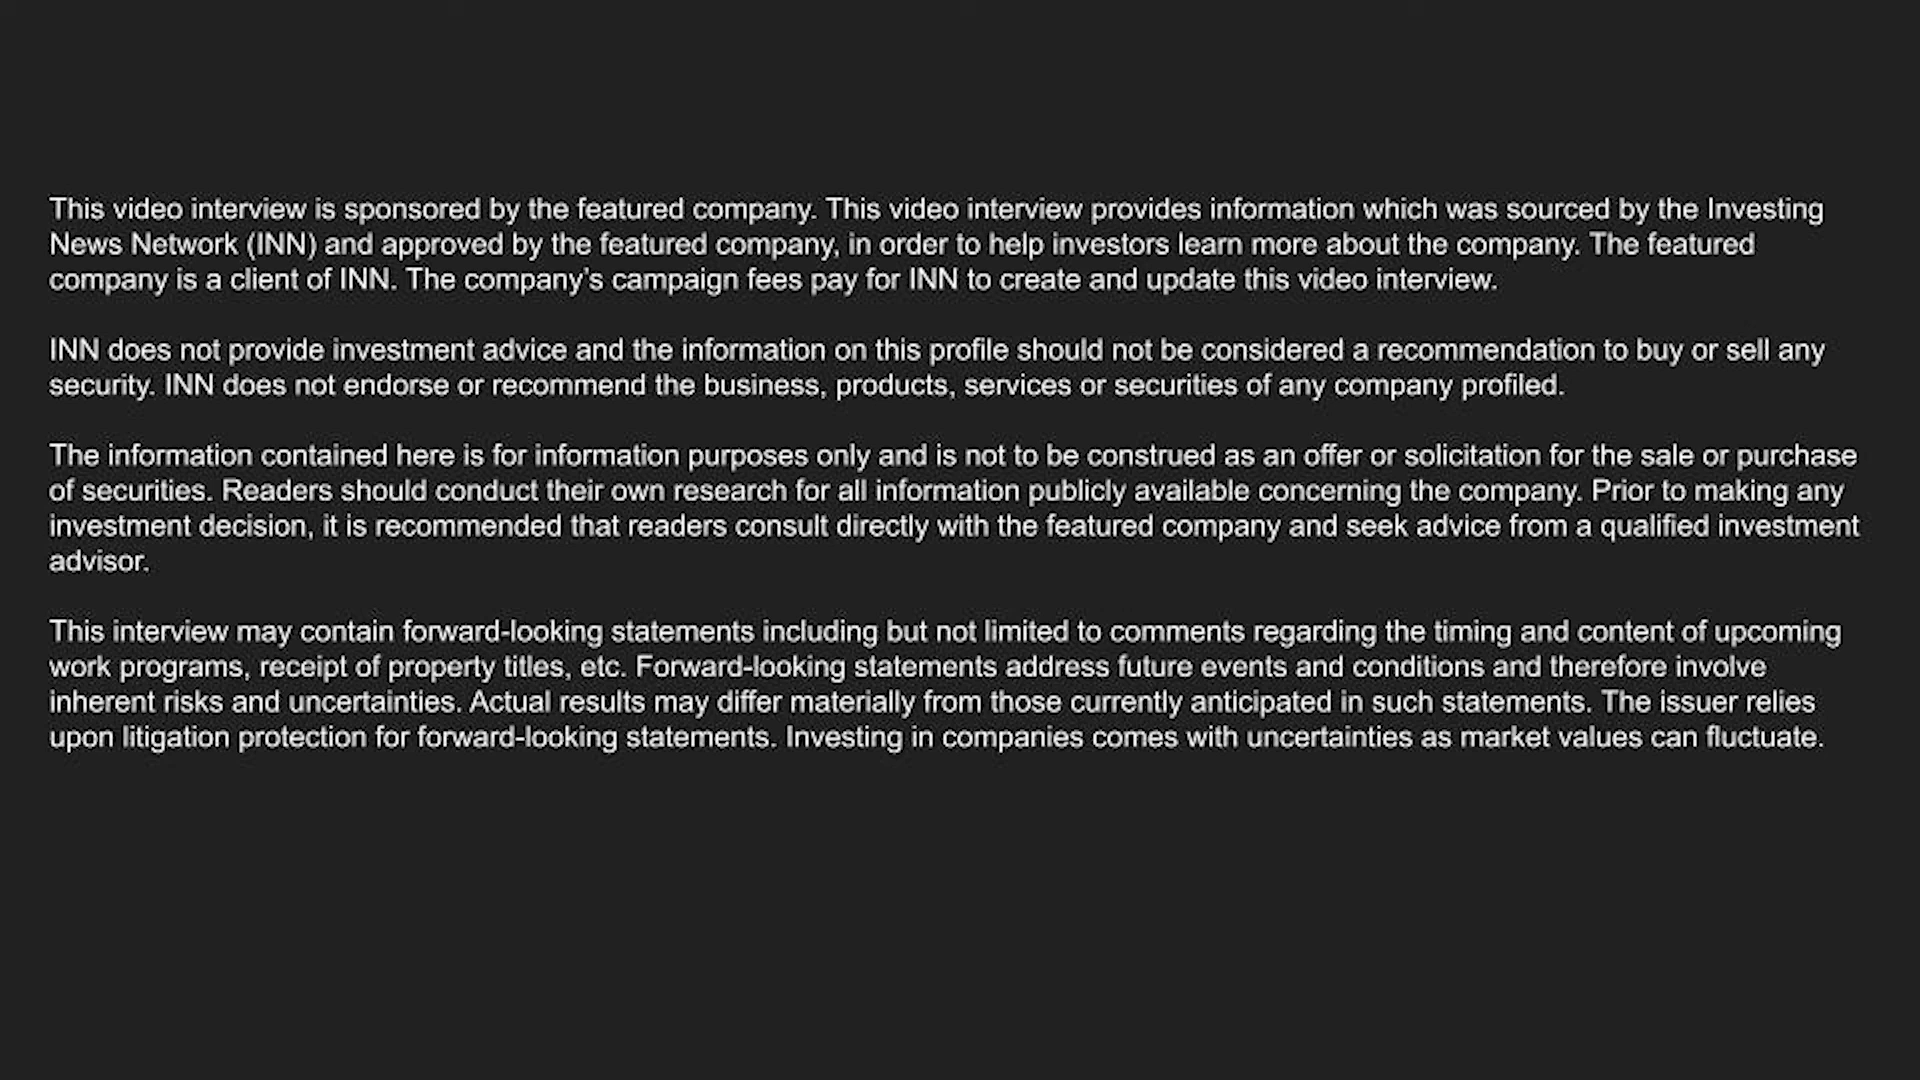 This video interview is sponsored by the featured company. This video interview provides information which was sourced by the Investing
News Network (INN) and approved by the featured company, in order to help investors learn more about the company. The featured
company is a client of INN. The company’s campaign fees pay for INN to create and update this video interview.
INN does not provide investment advice and the information on this profile should not be considered a recommendation to buy or sell any
security. INN does not endorse or recommend the business, products, services or securities of any company profiled.
The information contained here is for information purposes only and is not to be construed as an offer or solicitation for the sale or purchase
of securities. Readers should conduct their own research for all information publicly available concerning the company. Prior to making any
investment decision, it is recommended that readers consult directly with the featured company and seek advice from a qualified investment
advisor.
This interview may contain forward-looking statements including but not limited to comments regarding the timing and content of upcoming
work programs, receipt of property titles, etc. Forward-looking statements address future events and conditions and therefore involve
inherent risks and uncertainties. Actual results may differ materially from those currently anticipated in such statements. The issuer relies
upon litigation protection for forward-looking statements. Investing in companies comes with uncertainties as market values can fluctuate.